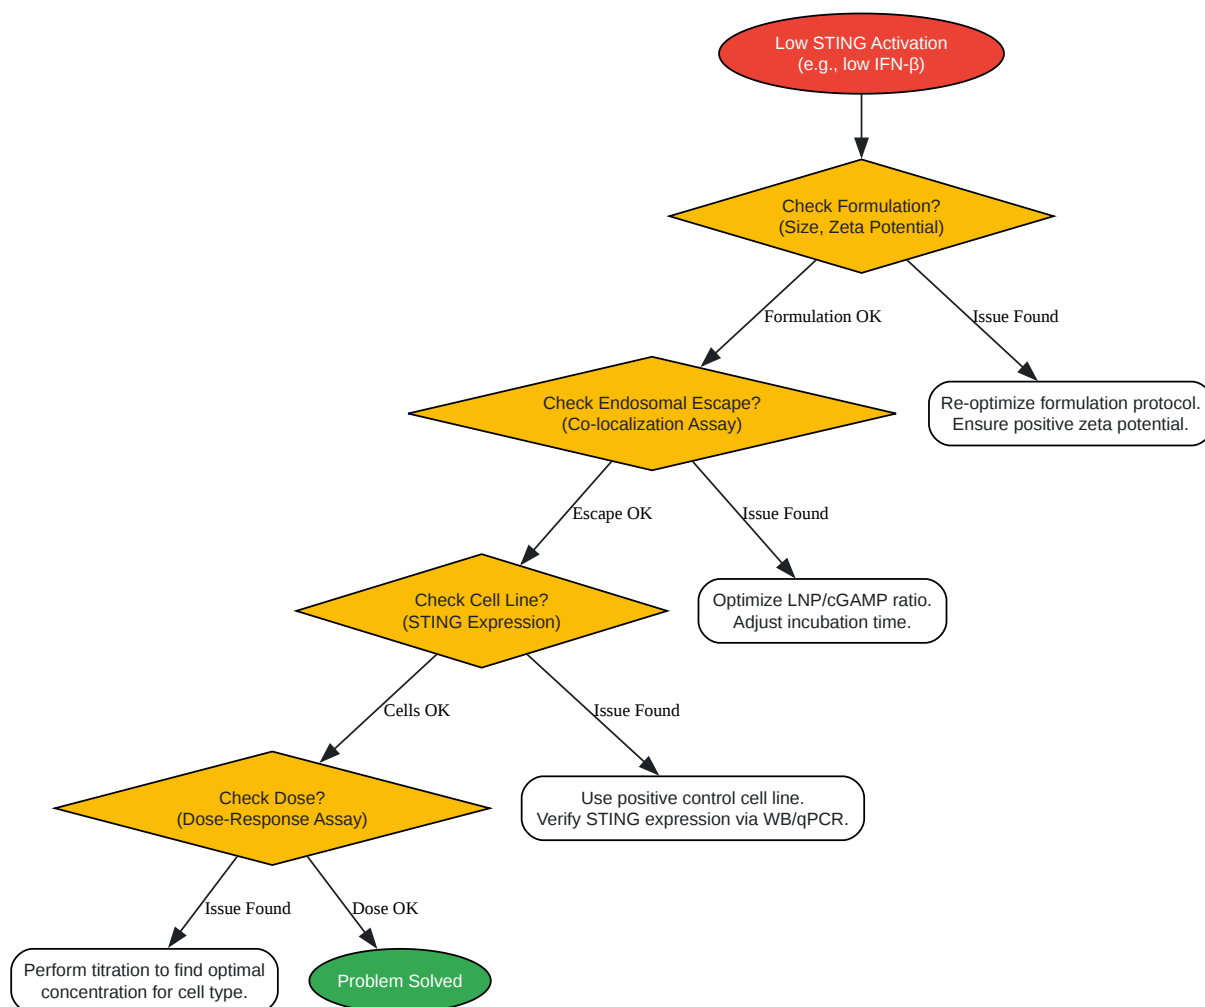 Low STING Activation
(e.g., low IFN-β)
Check Formulation?
(Size, Zeta Potential)
Formulation OK
Issue Found
Check Endosomal Escape?
(Co-localization Assay)
Re-optimize formulation protocol.
Ensure positive zeta potential.
Escape OK
Issue Found
Check Cell Line?
(STING Expression)
Optimize LNP/cGAMP ratio.
Adjust incubation time.
Cells OK
Issue Found
Check Dose?
(Dose-Response Assay)
Use positive control cell line.
Verify STING expression via WB/qPCR.
Issue Found
Dose OK
Perform titration to find optimal
concentration for cell type.
Problem Solved